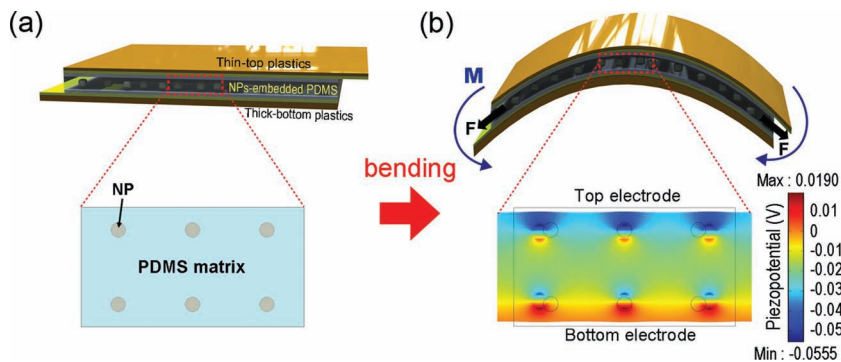 (a)
Thin-top plastics
NPs-embedded PDMS
Thick-bottom plastics
NP
PDMS matrix
bending
(b)
M
F
F
Max : 0.0190
Top electrode
0.01
0
-0.01
-0.02
-0.03
-0.04
-0.05
Piezopotential (V)
Bottom electrode
Min : -0.0555